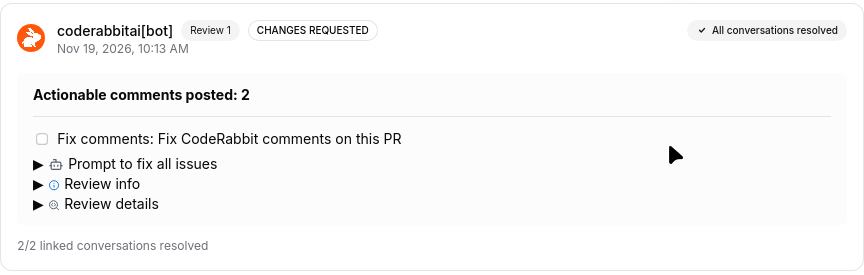 coderabbitai[bot] Review 1 CHANGES REQUESTED ✓ All conversations resolved
Nov 19, 2026, 10:13 AM
Actionable comments posted: 2
Fix comments: Fix CodeRabbit comments on this PR
▶ Prompt to fix all issues
▶ Review info
▶ Review details
2/2 linked conversations resolved